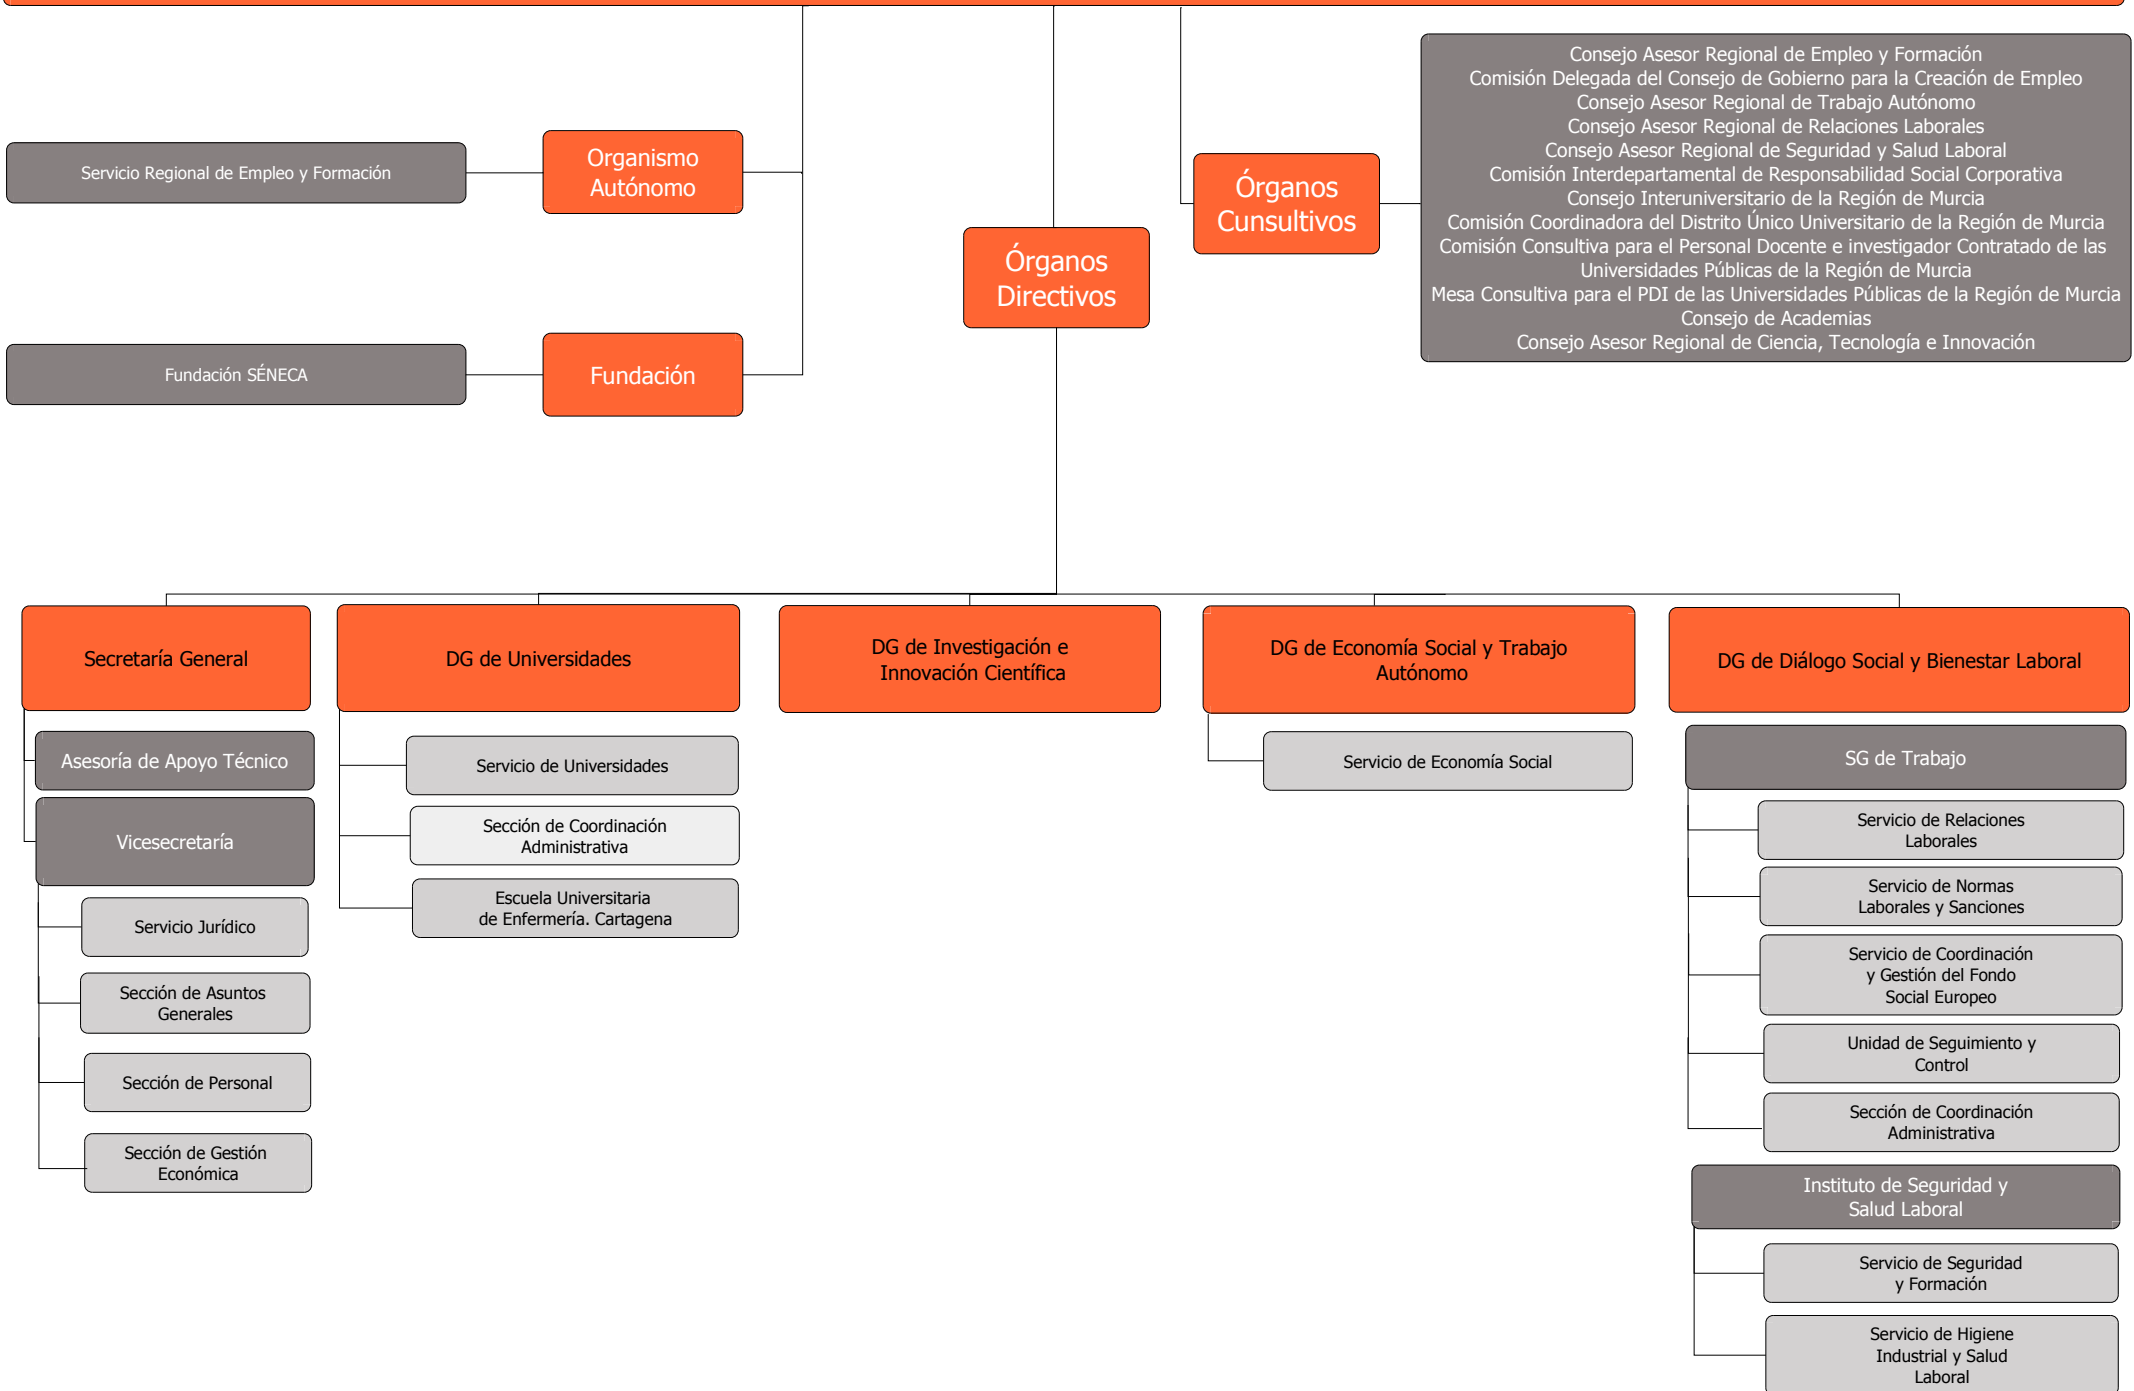 Consejo Asesor Regional de Empleo y Formación
Comisión Delegada del Consejo de Gobierno para la Creación de Empleo
Consejo Asesor Regional de Trabajo Autónomo
Consejo Asesor Regional de Relaciones Laborales
Consejo Asesor Regional de Seguridad y Salud Laboral
Comisión Interdepartamental de Responsabilidad Social Corporativa
Consejo Interuniversitario de la Región de Murcia
Comisión Coordinadora del Distrito Único Universitario de la Región de Murcia
Comisión Consultiva para el Personal Docente e investigador Contratado de las
Universidades Públicas de la Región de Murcia
Mesa Consultiva para el PDI de las Universidades Públicas de la Región de Murcia
Consejo de Academias
Consejo Asesor Regional de Ciencia, Tecnología e Innovación
Servicio Regional de Empleo y Formación
Organismo
Autónomo
Órganos
Cunsultivos
Órganos
Directivos
Fundación SÉNECA
Fundación
Secretaría General
Asesoría de Apoyo Técnico
Vicesecretaría
Servicio Jurídico
Sección de Asuntos
Generales
Sección de Personal
Sección de Gestión
Económica
DG de Universidades
Servicio de Universidades
Sección de Coordinación
Administrativa
Escuela Universitaria
de Enfermería. Cartagena
DG de Investigación e
Innovación Científica
DG de Economía Social y Trabajo
Autónomo
Servicio de Economía Social
DG de Diálogo Social y Bienestar Laboral
SG de Trabajo
Servicio de Relaciones
Laborales
Servicio de Normas
Laborales y Sanciones
Servicio de Coordinación
y Gestión del Fondo
Social Europeo
Unidad de Seguimiento y
Control
Sección de Coordinación
Administrativa
Instituto de Seguridad y
Salud Laboral
Servicio de Seguridad
y Formación
Servicio de Higiene
Industrial y Salud
Laboral